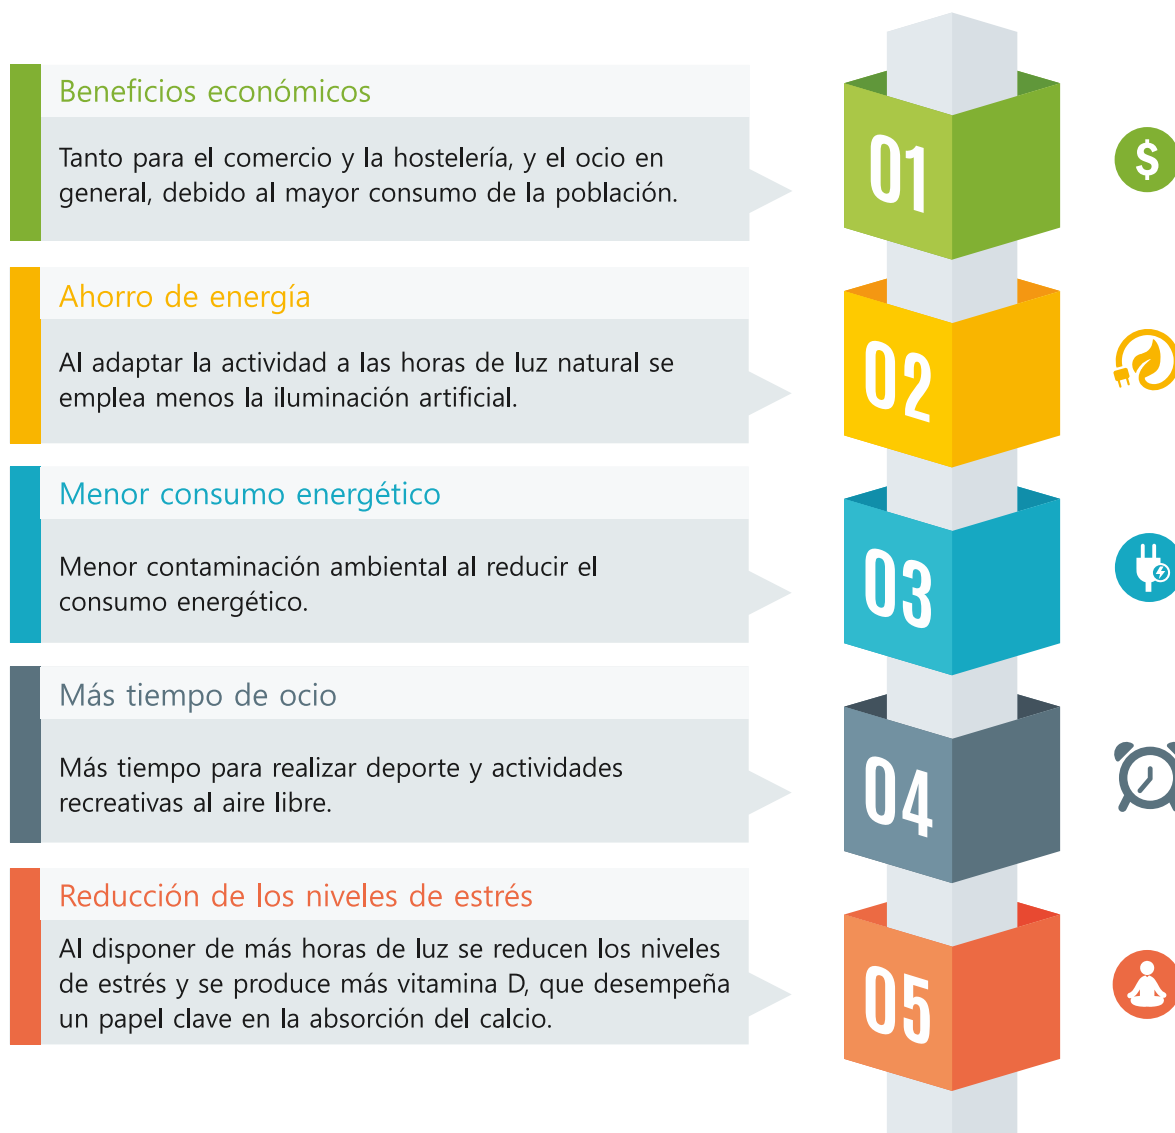 Beneficios económicos
Tanto para el comercio y la hostelería, y el ocio en
general, debido al mayor consumo de la población.
01
$
Ahorro de energía
Al adaptar la actividad a las horas de luz natural se
emplea menos la iluminación artificial.
02
Menor consumo energético
Menor contaminación ambiental al reducir el
consumo energético.
03
Más tiempo de ocio
Más tiempo para realizar deporte y actividades
recreativas al aire libre.
04
Reducción de los niveles de estrés
Al disponer de más horas de luz se reducen los niveles
de estrés y se produce más vitamina D, que desempeña
un papel clave en la absorción del calcio.
05